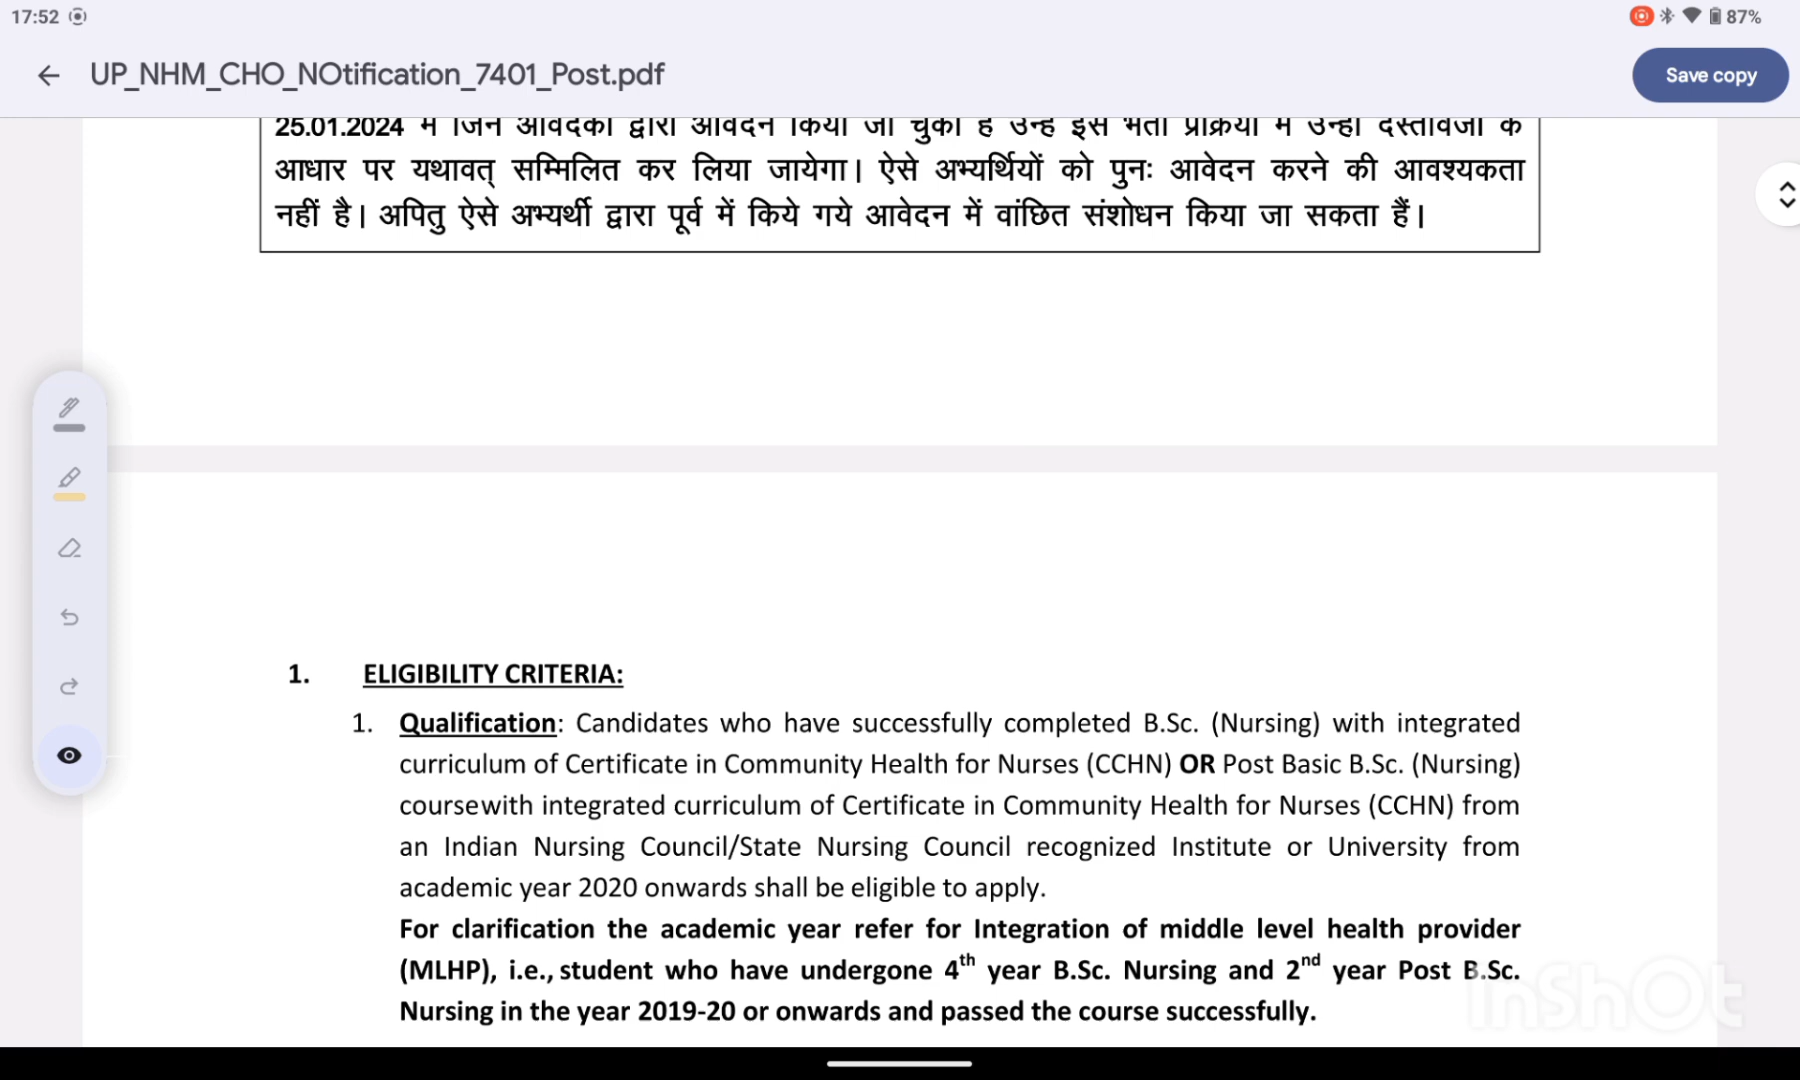 17:52
87%
UP_NHM_CHO_NOtification_7401_Post.pdf
Save copy
25.01.2024 में जिन आवेदकों द्वारा आवेदन किया जा चुका है उन्हें इस भर्ती प्रक्रिया में उन्हीं दस्तावेजों के
आधार पर यथावत् सम्मिलित कर लिया जायेगा। ऐसे अभ्यर्थियों को पुनः आवेदन करने की आवश्यकता
नहीं है। अपितु ऐसे अभ्यर्थी द्वारा पूर्व में किये गये आवेदन में वांछित संशोधन किया जा सकता हैं।
1. ELIGIBILITY CRITERIA:
1. Qualification: Candidates who have successfully completed B.Sc. (Nursing) with integrated
curriculum of Certificate in Community Health for Nurses (CCHN) OR Post Basic B.Sc. (Nursing)
coursewith integrated curriculum of Certificate in Community Health for Nurses (CCHN) from
an Indian Nursing Council/State Nursing Council recognized Institute or University from
academic year 2020 onwards shall be eligible to apply.
For clarification the academic year refer for Integration of middle level health provider
(MLHP), i.e., student who have undergone 4th year B.Sc. Nursing and 2nd year Post B.Sc.
Nursing in the year 2019-20 or onwards and passed the course successfully.
InShOt